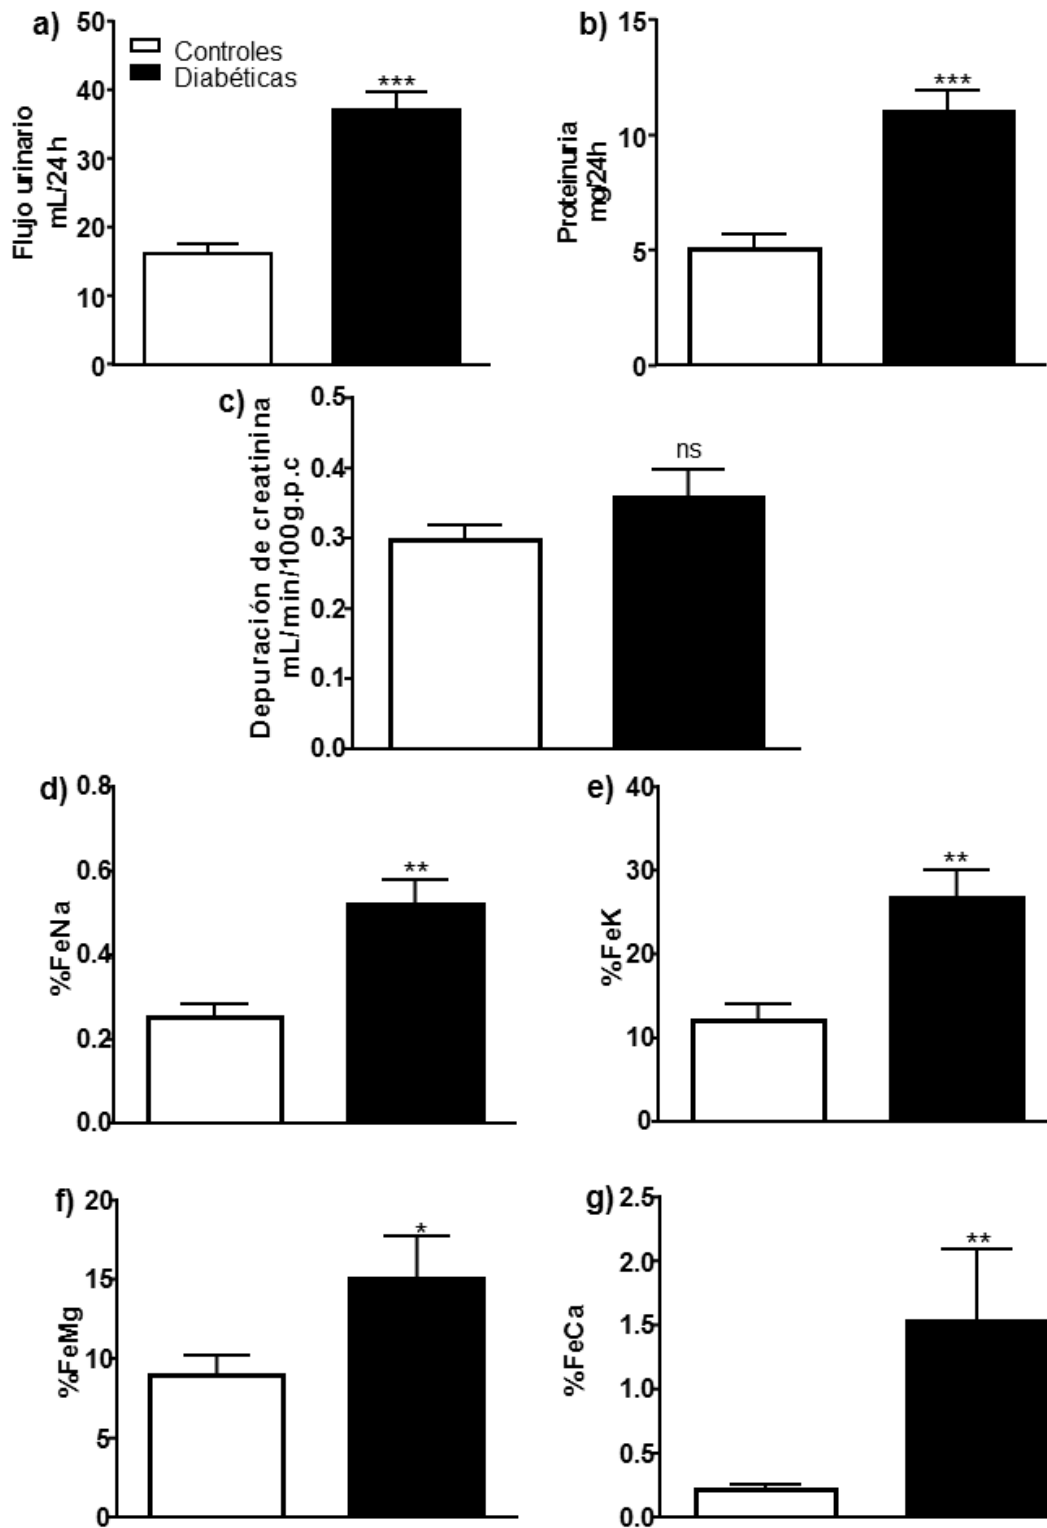 a)
Flujo urinario
mL/24 h
50
40
30
20
10
0
Controles
Diabéticas
***
b)
Proteinuria
mg/24h
15
10
5
0
***
c)
Depuración de creatinina
mL/min/100g.p.c
0.5
0.4
0.3
0.2
0.1
0.0
ns
d)
%FeNa
0.8
0.6
0.4
0.2
0.0
**
e)
%FeK
40
30
20
10
0
**
f)
%FeMg
20
15
10
5
0
*
g)
%FeCa
2.5
2.0
1.5
1.0
0.5
0.0
**